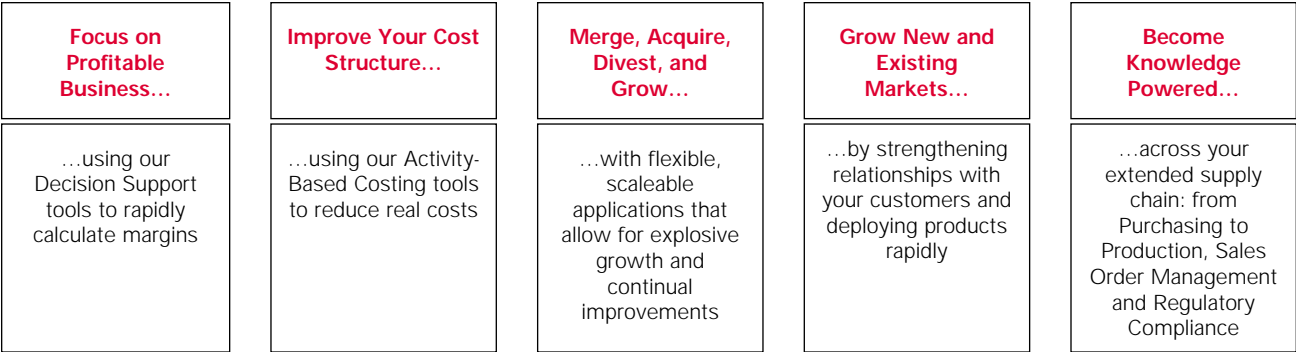 Focus on
Profitable
Business…
…using our
Decision Support
tools to rapidly
calculate margins
Improve Your Cost
Structure…
…using our Activity-
Based Costing tools
to reduce real costs
Merge, Acquire,
Divest, and
Grow…
…with flexible,
scaleable
applications that
allow for explosive
growth and
continual
improvements
Grow New and
Existing
Markets…
…by strengthening
relationships with
your customers and
deploying products
rapidly
Become
Knowledge
Powered…
…across your
extended supply
chain: from
Purchasing to
Production, Sales
Order Management
and Regulatory
Compliance